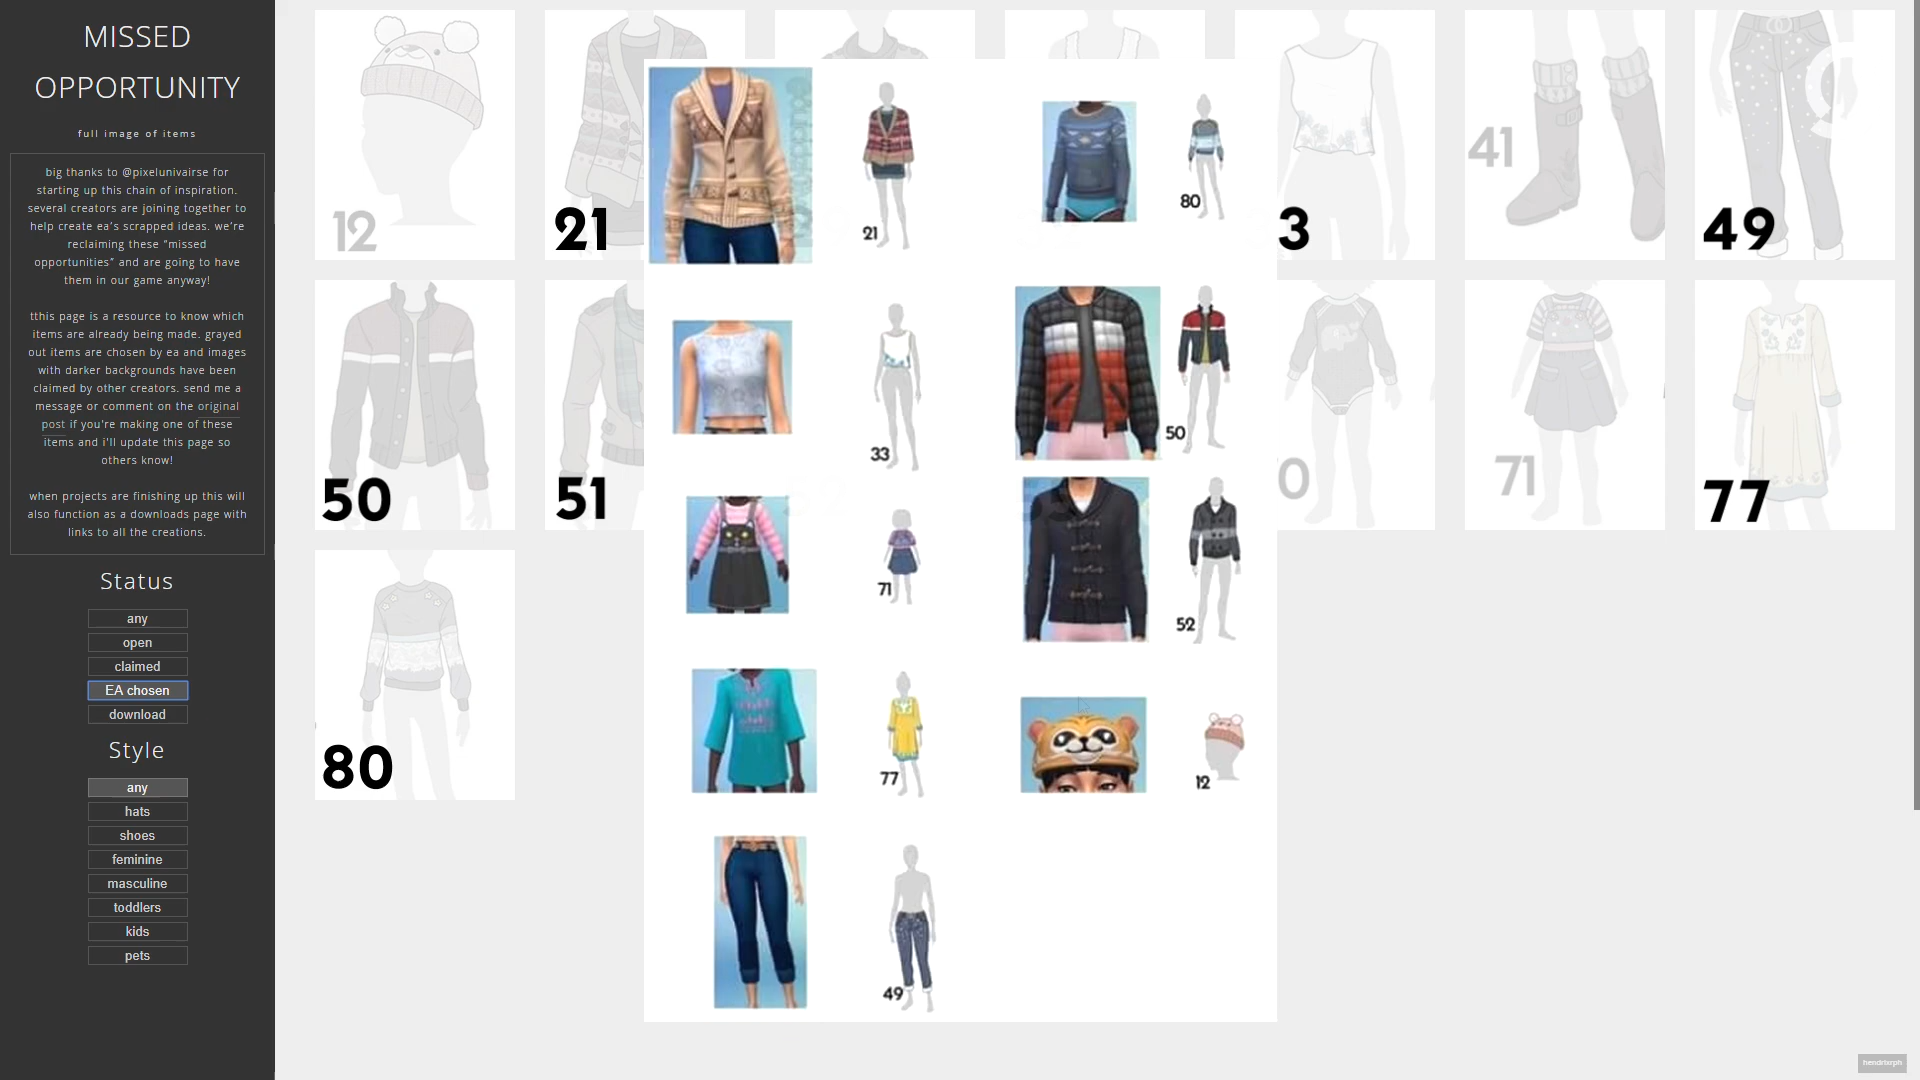 MISSED
OPPORTUNITY
full image of items
big thanks to @pixelunivairse for
starting up this chain of inspiration.
several creators are joining together to
help create ea's scrapped ideas. we're
reclaiming these "missed
opportunities" and are going to have
them in our game anyway!
tthis page is a resource to know which
items are already being made. grayed
out items are chosen by ea and images
with darker backgrounds have been
claimed by other creators. send me a
message or comment on the original
post if you're making one of these
items and i'll update this page so
others know!
when projects are finishing up this will
also function as a downloads page with
links to all the creations.
Status
any
open
claimed
EA chosen
download
Style
any
hats
shoes
feminine
masculine
toddlers
kids
pets
12
21
3
41
49
50
51
0
71
77
80
21
80
33
50
71
52
77
12
49
hendrixrph